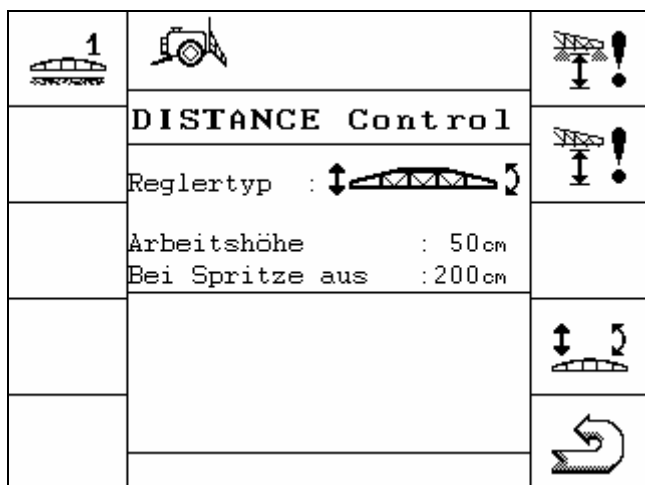 1
DISTANCE Control
Reglertyp :
Arbeitshöhe : 50cm
Bei Spritze aus :200cm